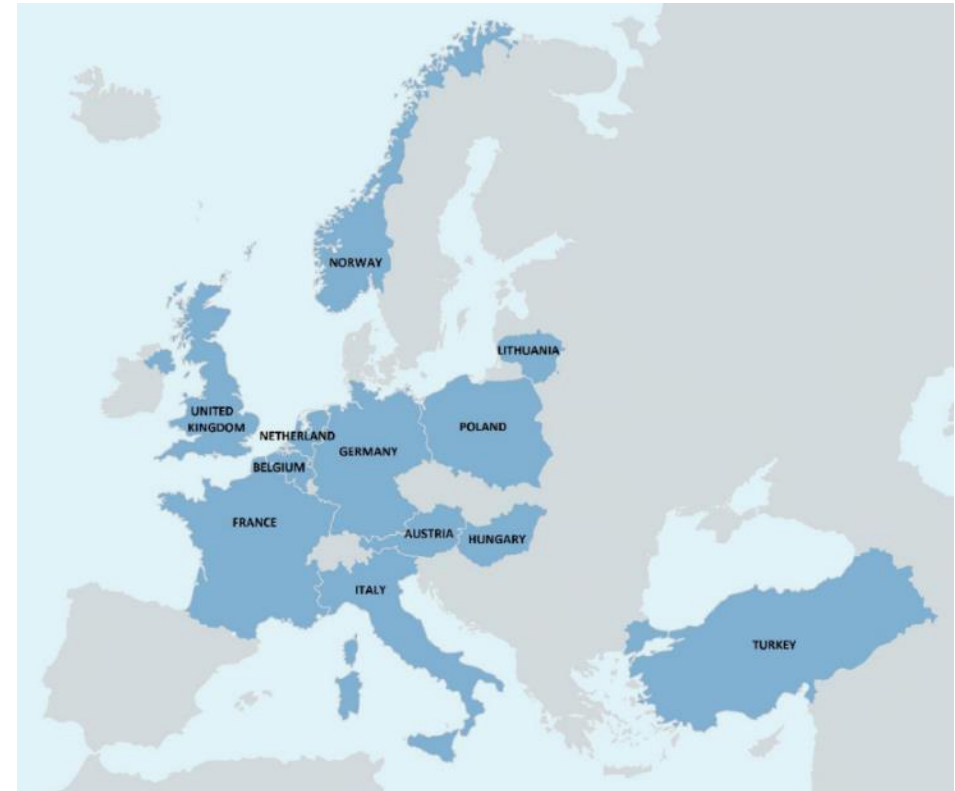 NORWAY
LITHUANIA
UNITED
KINGDOM
NETHERLAND
POLAND
GERMANY
BELGIUM
FRANCE
AUSTRIA
HUNGARY
ITALY
TURKEY